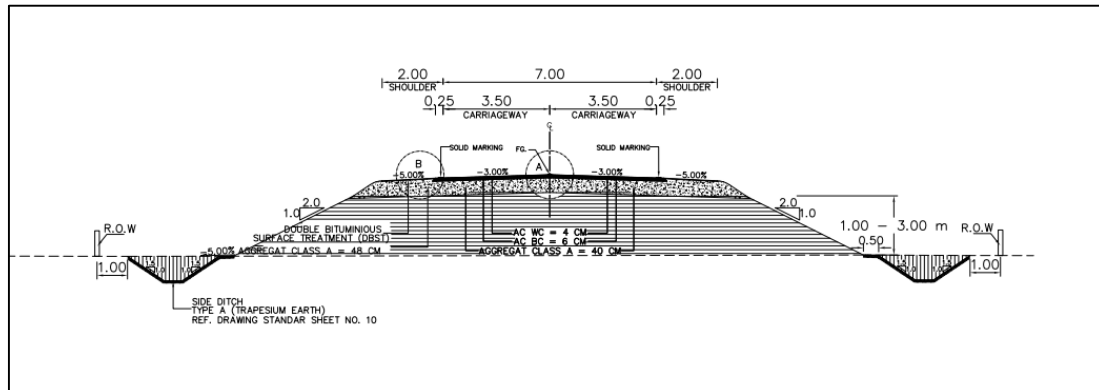 2.00 7.00 2.00
SHOULDER SHOULDER
0.25 3.50 3.50 0.25
CARRIAGEWAY CARRIAGEWAY
SOLID MARKING FG. SOLID MARKING
B A
-5.00% -3.00% -3.00% -5.00%
2.0 2.0
1.0 1.0
1.00 - 3.00 m
R.O.W R.O.W
DOUBLE BITUMINIOUS
SURFACE TREATMENT (DBST)
AC WC = 4 CM
AC BC = 6 CM
0.50
-5.00% AGGREGAT CLASS A = 48 CM AGGREGAT CLASS A = 40 CM
1.00 1.00
SIDE DITCH
TYPE A (TRAPESIUM EARTH)
REF. DRAWING STANDAR SHEET NO. 10